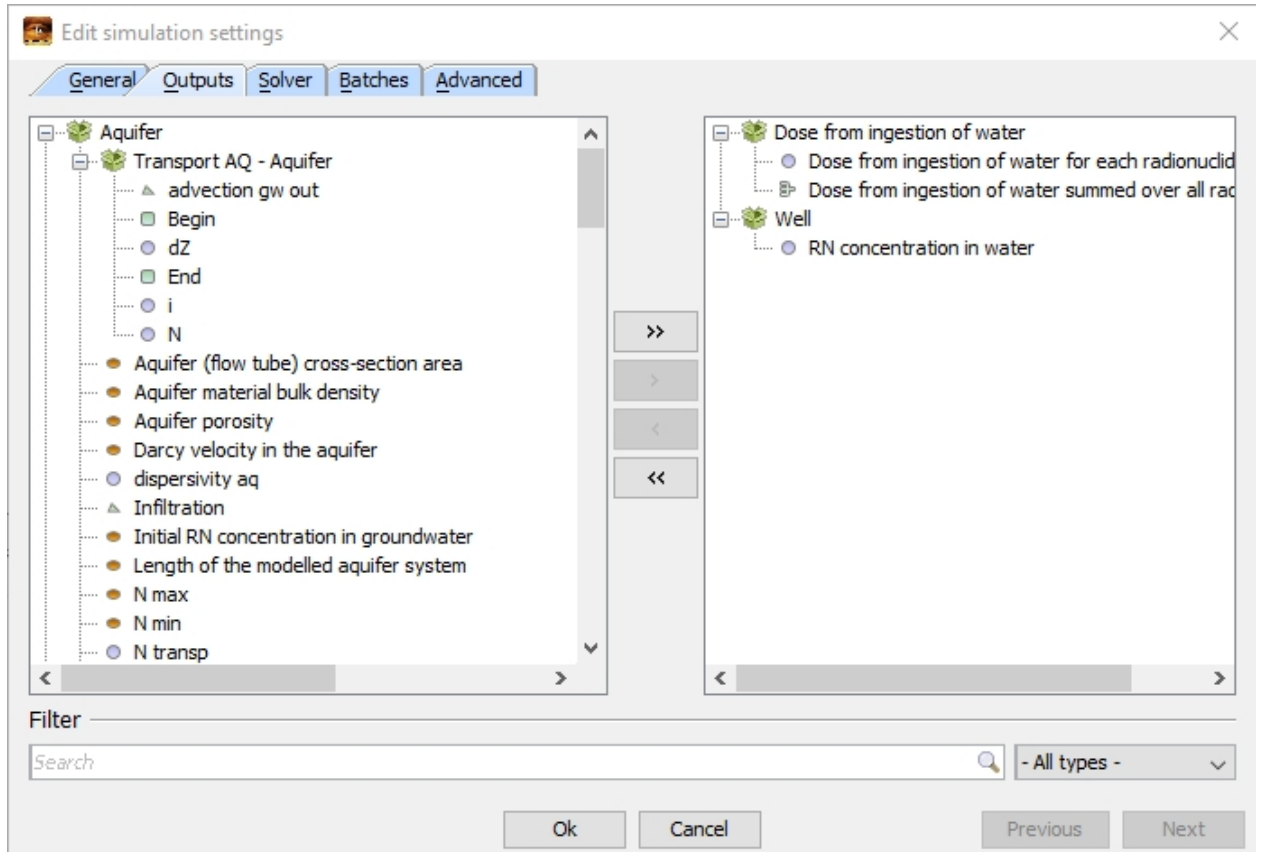 Edit simulation settings
General Outputs Solver Batches Advanced
Aquifer
Transport AQ - Aquifer
advection gw out
Begin
dZ
End
i
N
Aquifer (flow tube) cross-section area
Aquifer material bulk density
Aquifer porosity
Darcy velocity in the aquifer
dispersivity aq
Infiltration
Initial RN concentration in groundwater
Length of the modelled aquifer system
N max
N min
N transp
>>
>
<
<<
Dose from ingestion of water
Dose from ingestion of water for each radionuclid
Dose from ingestion of water summed over all rad
Well
RN concentration in water
Filter
Search
- All types -
Ok Cancel Previous Next